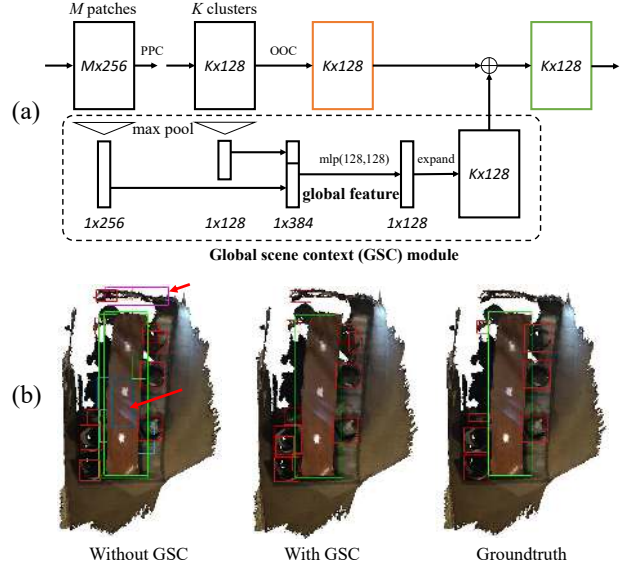 M patches
K clusters
Mx256
PPC
Kx128
OOC
Kx128
Kx128
(a)
max pool
mlp(128,128)
expand
Kx128
global feature
1x256
1x128
1x384
1x128
Global scene context (GSC) module
(b)
Without GSC
With GSC
Groundtruth